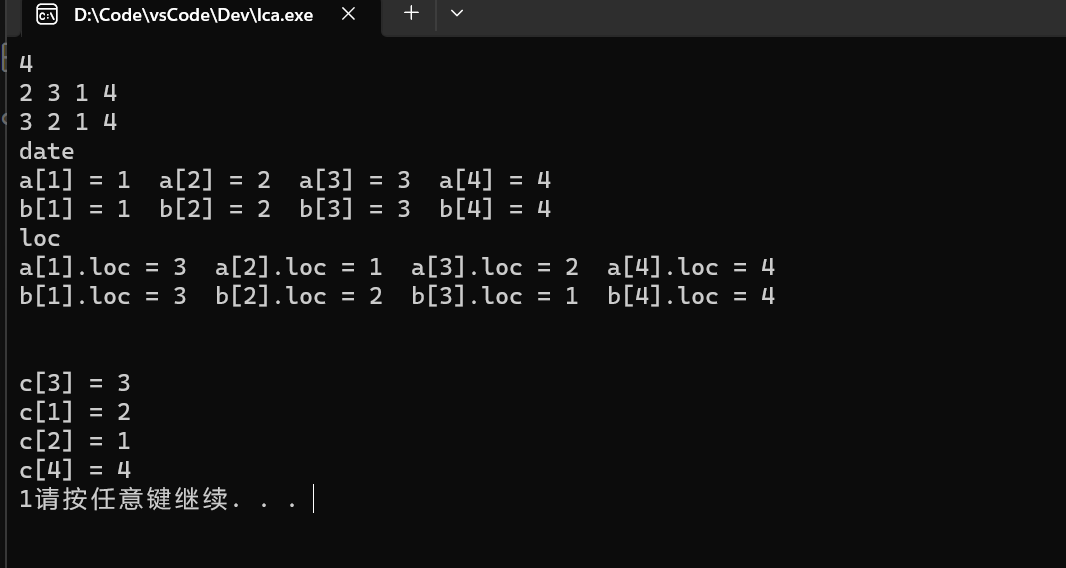 D:\Code\vsCode\Dev\lca.exe
4
2 3 1 4
3 2 1 4
date
a[1] = 1  a[2] = 2  a[3] = 3  a[4] = 4
b[1] = 1  b[2] = 2  b[3] = 3  b[4] = 4
loc
a[1].loc = 3  a[2].loc = 1  a[3].loc = 2  a[4].loc = 4
b[1].loc = 3  b[2].loc = 2  b[3].loc = 1  b[4].loc = 4
c[3] = 3
c[1] = 2
c[2] = 1
c[4] = 4
1请按任意键继续. . .